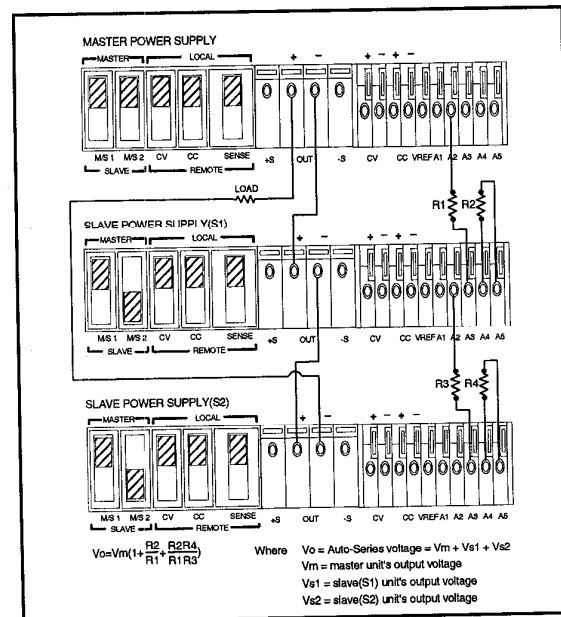 MASTER POWER SUPPLY
MASTER LOCAL
+ - + - + -
M/S 1 M/S 2 CV CC SENSE +S OUT -S CV CC VREF A1 A2 A3 A4 A5
SLAVE REMOTE
LOAD
R1 R2
SLAVE POWER SUPPLY(S1)
MASTER LOCAL
+ - + - + -
M/S 1 M/S 2 CV CC SENSE +S OUT -S CV CC VREF A1 A2 A3 A4 A5
SLAVE REMOTE
R3 R4
SLAVE POWER SUPPLY(S2)
MASTER LOCAL
+ - + - + -
M/S 1 M/S 2 CV CC SENSE +S OUT -S CV CC VREF A1 A2 A3 A4 A5
SLAVE REMOTE
Vo=Vm(1+R2/R1+R2R4/R1R3) Where Vo = Auto-Series voltage = Vm + Vs1 + Vs2
Vm = master unit's output voltage
Vs1 = slave(S1) unit's output voltage
Vs2 = slave(S2) unit's output voltage